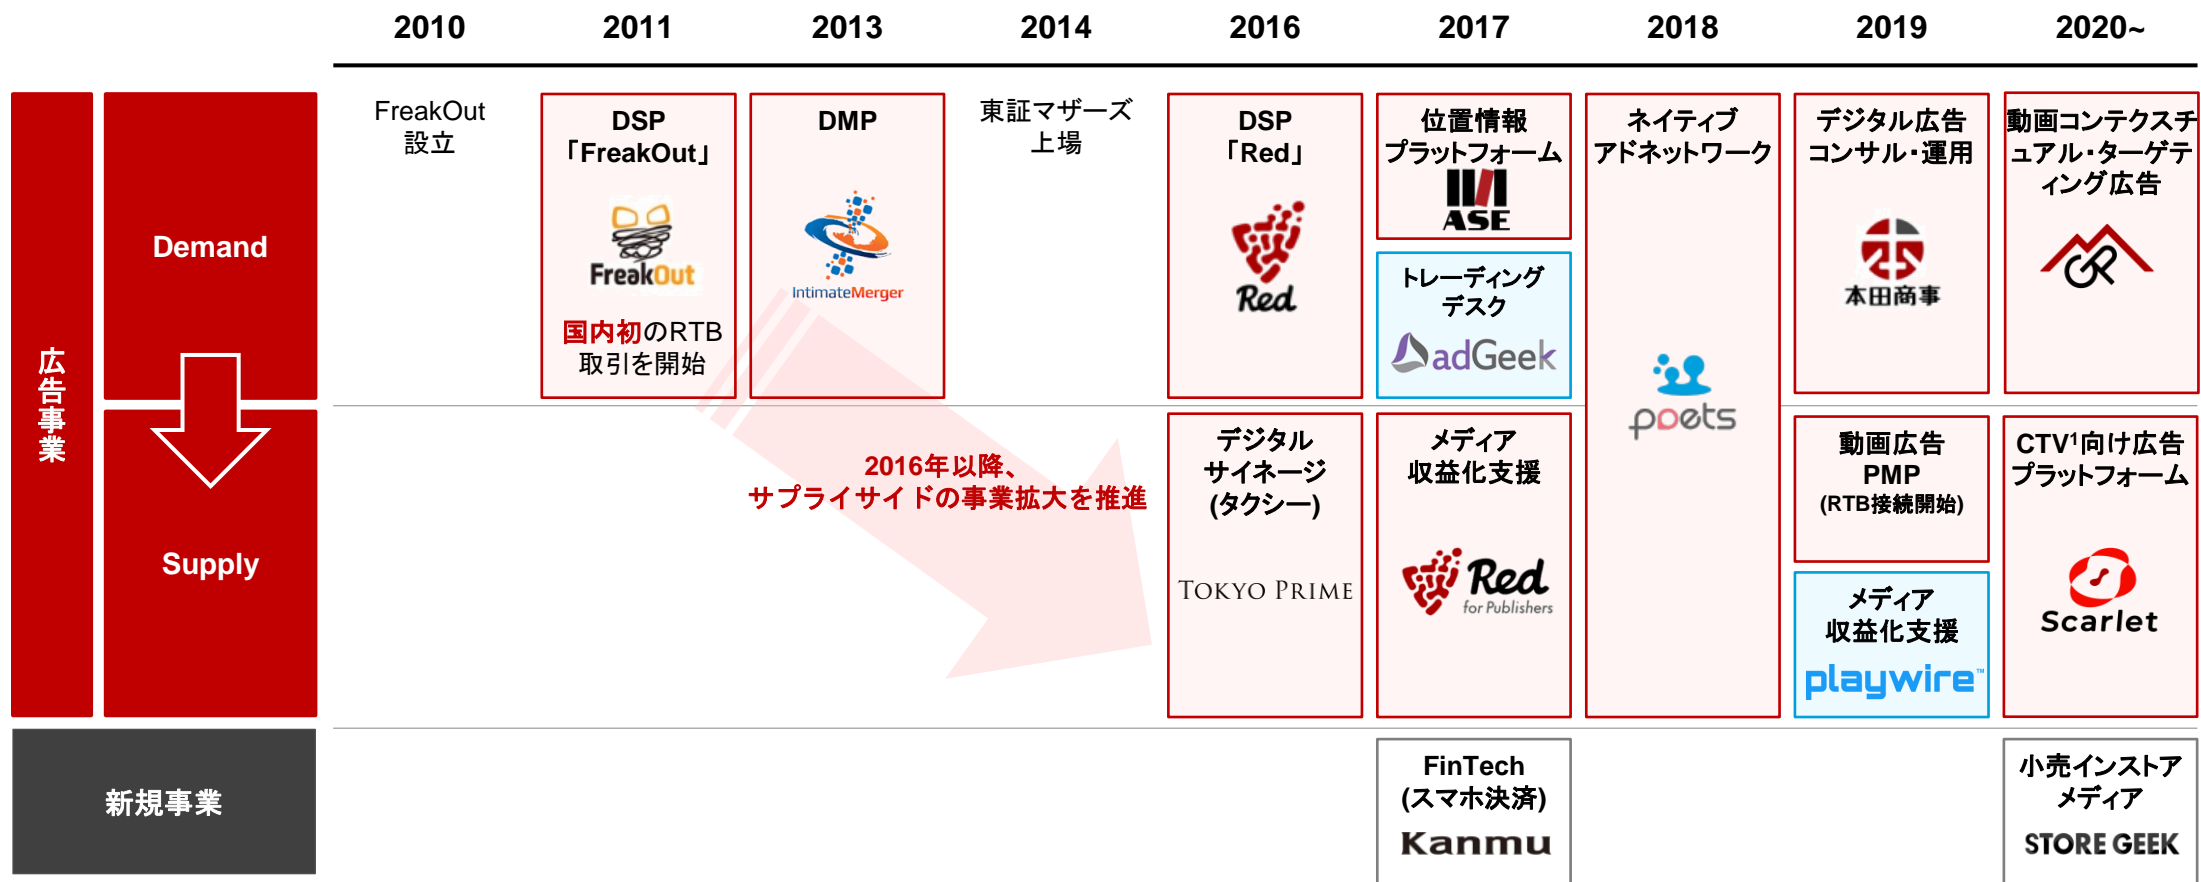 2010 2011 2013 2014 2016 2017 2018 2019 2020~
広告事業
Demand
FreakOut
設立
DSP
「FreakOut」
FreakOut
国内初のRTB
取引を開始
DMP
IntimateMerger
東証マザーズ
上場
DSP
「Red」
Red
位置情報
プラットフォーム
ASE
トレーディング
デスク
adGeek
ネイティブ
アドネットワーク
poets
デジタル広告
コンサル・運用
本田商事
動画コンテクスチ
ュアル・ターゲテ
ィング広告
GR
Supply
2016年以降、
サプライサイドの事業拡大を推進
デジタル
サイネージ
(タクシー)
TOKYO PRIME
メディア
収益化支援
Red
for Publishers
動画広告
PMP
(RTB接続開始)
メディア
収益化支援
playwire™
CTV¹向け広告
プラットフォーム
Scarlet
新規事業
FinTech
(スマホ決済)
Kanmu
小売インストア
メディア
STORE GEEK